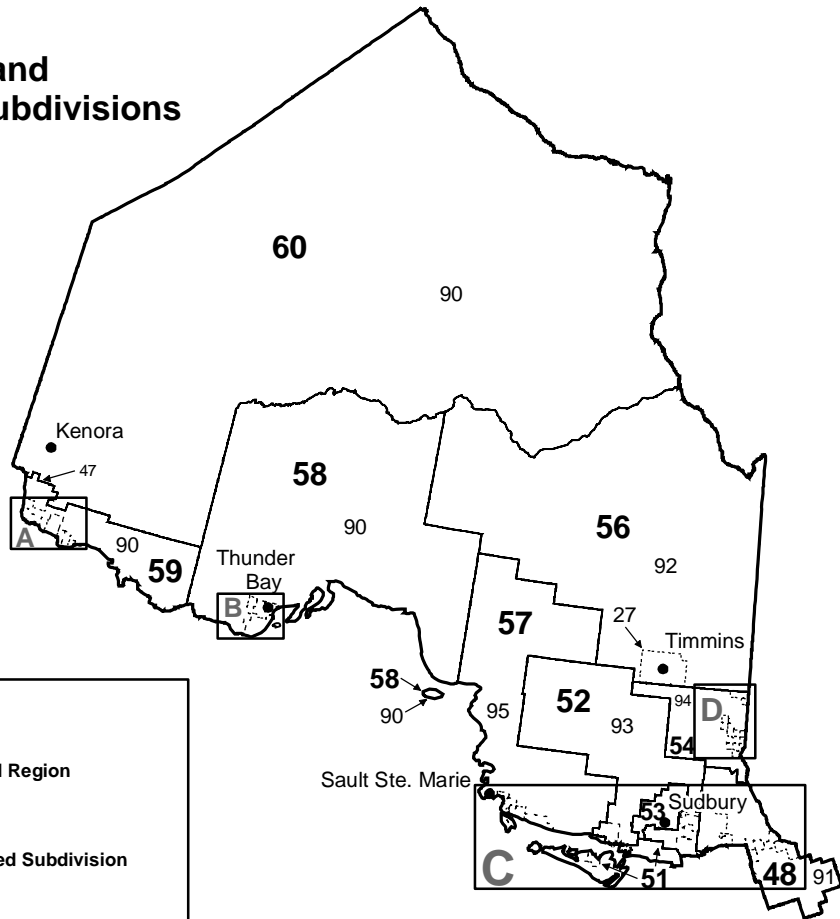 and
ubdivisions
60
90
Kenora
47
A
90
59
58
90
Thunder
Bay
B
56
92
57
27
Timmins
58
90
95
52
93
94
54
D
l Region
ed Subdivision
Sault Ste. Marie
53
Sudbury
C
51
48
91